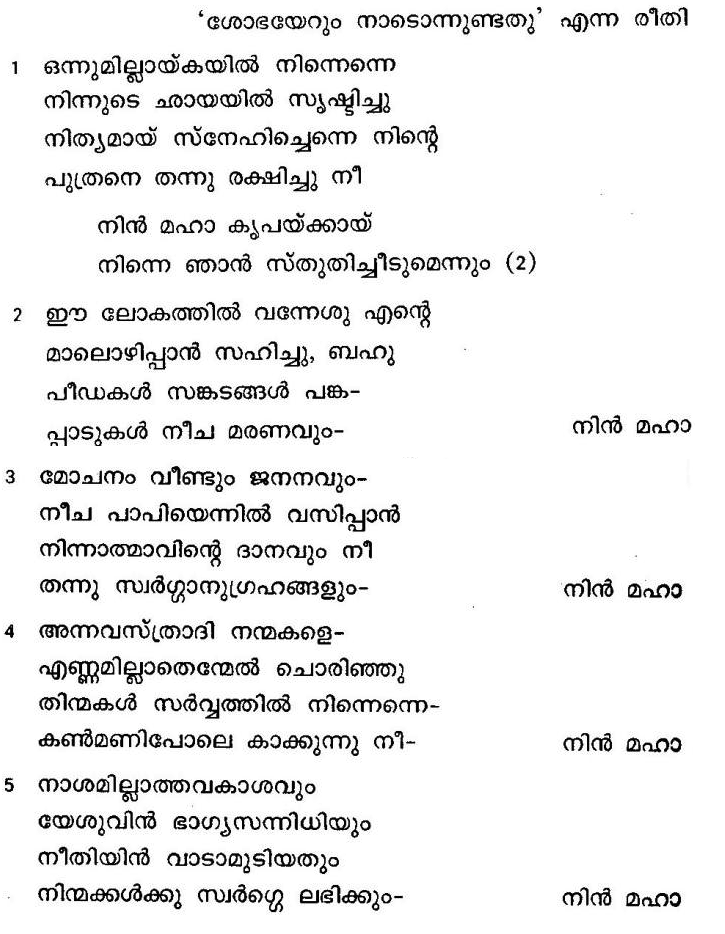 ‘ശോഭയേറും നാടൊന്നുണ്ടതു’ എന്ന രീതി
1 ഒന്നുമില്ലായ്കയിൽ നിന്നെന്നെ
നിന്നുടെ ഛായയിൽ സൃഷ്ടിച്ചു
നിത്യമായ് സ്നേഹിച്ചെന്നെ നിന്റെ
പുത്രനെ തന്നു രക്ഷിച്ചു നീ
നിൻ മഹാ കൃപയ്ക്കായ്
നിന്നെ ഞാൻ സ്തുതിച്ചീടുമെന്നും (2)
2 ഈ ലോകത്തിൽ വന്നേശു എന്റെ
മാലൊഴിപ്പാൻ സഹിച്ചു, ബഹു
പീഡകൾ സങ്കടങ്ങൾ പങ്ക-
പ്പാടുകൾ നീച മരണവും- നിൻ മഹാ
3 മോചനം വീണ്ടും ജനനവും-
നീച പാപിയെന്നിൽ വസിപ്പാൻ
നിന്നാത്മാവിന്റെ ദാനവും നീ
തന്നു സ്വർഗ്ഗാനുഗ്രഹങ്ങളും- നിൻ മഹാ
4 അന്നവസ്ത്രാദി നന്മകളെ-
എണ്ണമില്ലാതെന്മേൽ ചൊരിഞ്ഞു
തിന്മകൾ സർവ്വത്തിൽ നിന്നെന്നെ-
കൺമണിപോലെ കാക്കുന്നു നീ- നിൻ മഹാ
5 നാശമില്ലാത്തവകാശവും
യേശുവിൻ ഭാഗ്യസന്നിധിയും
നീതിയിൻ വാടാമുടിയതും
നിന്മക്കൾക്കു സ്വർഗ്ഗെ ലഭിക്കും- നിൻ മഹാ